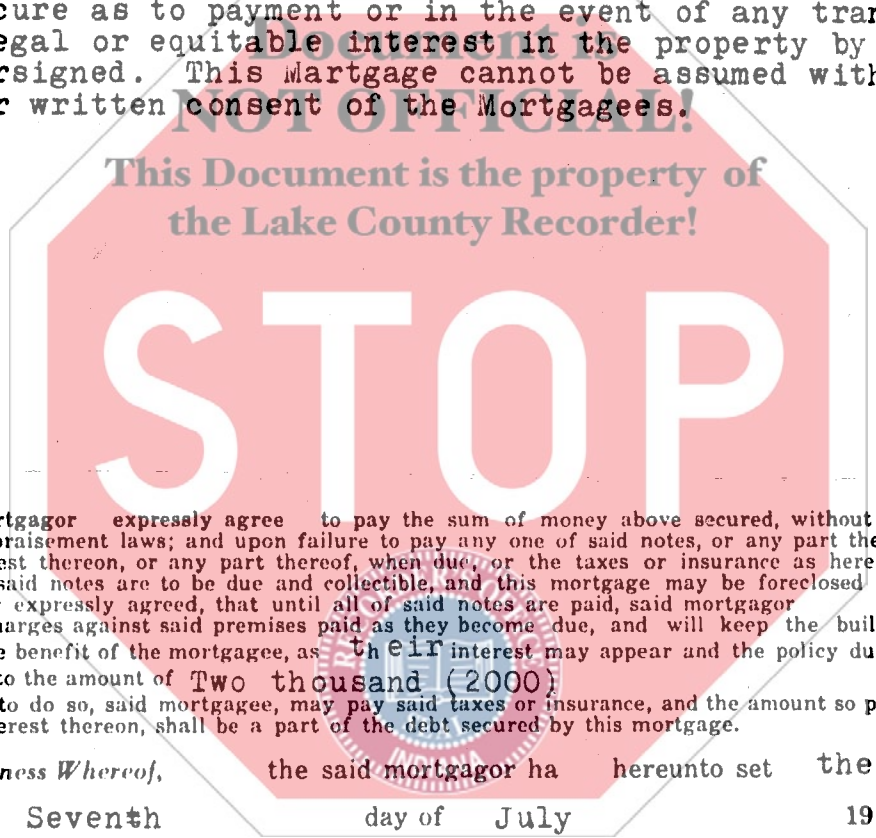 cure as to payment or in the event of any tran
egal or equitable interest in the property by
rsigned. This Martgage cannot be assumed with
r written consent of the Mortgagees.
Document is
NOT OFFICIAL!
This Document is the property of
the Lake County Recorder!
STOP
rtgagor expressly agree to pay the sum of money above secured, without
praisement laws; and upon failure to pay any one of said notes, or any part the
est thereon, or any part thereof, when due, or the taxes or insurance as here
said notes are to be due and collectible, and this mortgage may be foreclosed
expressly agreed, that until all of said notes are paid, said mortgagor
harges against said premises paid as they become due, and will keep the buil
e benefit of the mortgagee, as their interest may appear and the policy du
to the amount of Two thousand (2000)
to do so, said mortgagee, may pay said taxes or insurance, and the amount so p
erest thereon, shall be a part of the debt secured by this mortgage.
ness Whereof, the said mortgagor ha hereunto set the
Seventh day of July 19
INDIANA